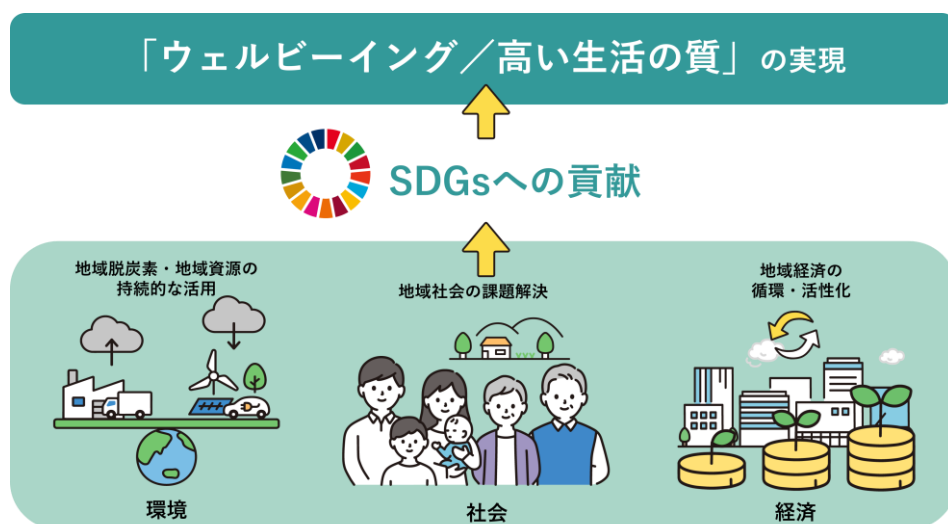 「ウェルビーイング／高い生活の質」の実現
SDGsへの貢献
地域脱炭素・地域資源の
持続的な活用
地域社会の課題解決
地域経済の
循環・活性化
環境
社会
経済